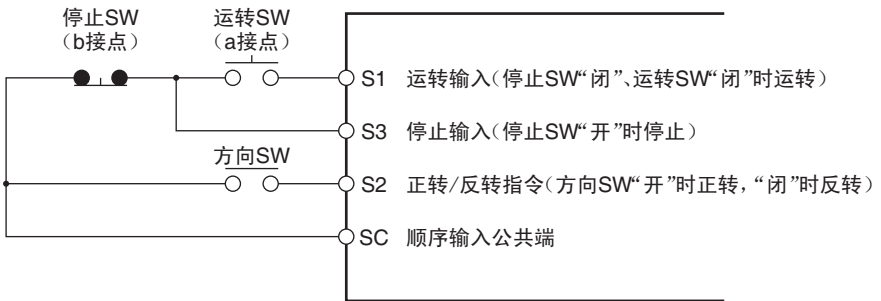 停止SW
（b接点）
运转SW
（a接点）
S1 运转输入（停止SW“闭”、运转SW“闭”时运转）
S3 停止输入（停止SW“开”时停止）
方向SW
S2 正转/反转指令（方向SW“开”时正转，“闭”时反转）
SC 顺序输入公共端